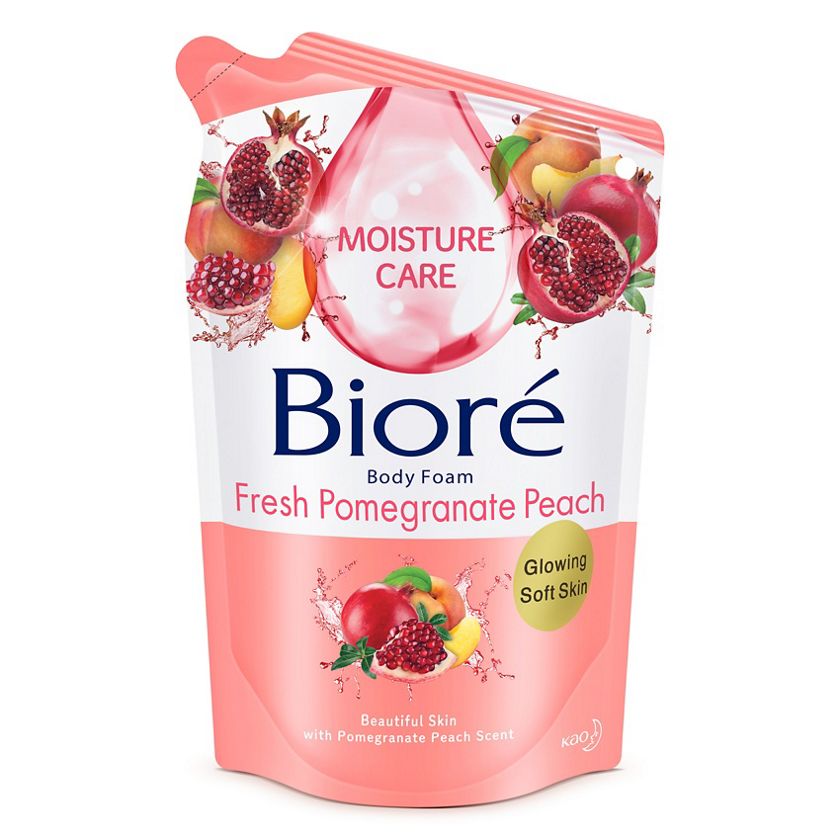 MOISTURE
CARE
Bioré
Body Foam
Fresh Pomegranate Peach
Glowing
Soft Skin
Beautiful Skin
with Pomegranate Peach Scent
Kao